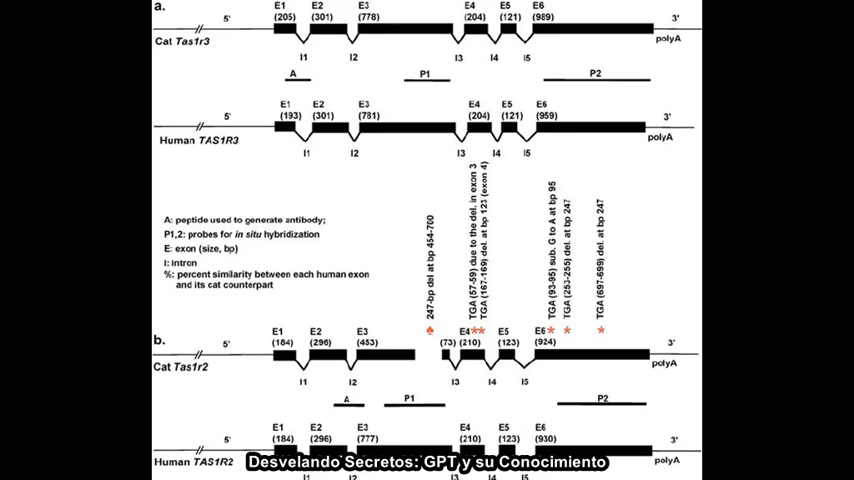 a.
E1 E2 E3 E4 E5 E6
(205) (301) (778) (204) (121) (989)
5' 3'
Cat Tas1r3 polyA
I1 I2 I3 I4 I5
A P1 P2
E1 E2 E3 E4 E5 E6
(193) (301) (781) (204) (121) (959)
5' 3'
Human TAS1R3 polyA
I1 I2 I3 I4 I5
A: peptide used to generate antibody;
P1,2: probes for in situ hybridization
E: exon (size, bp)
I: intron
%: percent similarity between each human exon
and its cat counterpart
247-bp del at bp 454-700
TGA (57-59) due to the del. in exon 3
TGA (167-169) del. at bp 123 (exon 4)
TGA (93-95) sub. G to A at bp 95
TGA (253-255) del. at bp 247
TGA (697-699) del. at bp 247
♠ ** * * *
b.
E1 E2 E3 E4 E5 E6
(184) (296) (453) (73) (210) (123) (924)
5' 3'
Cat Tas1r2 polyA
I1 I2 I3 I4 I5
A P1 P2
E1 E2 E3 E4 E5 E6
(184) (296) (777) (210) (123) (930)
5' 3'
Human TAS1R2 polyA
I1 I2 I3 I4 I5
Desvelando Secretos: GPT y su Conocimiento